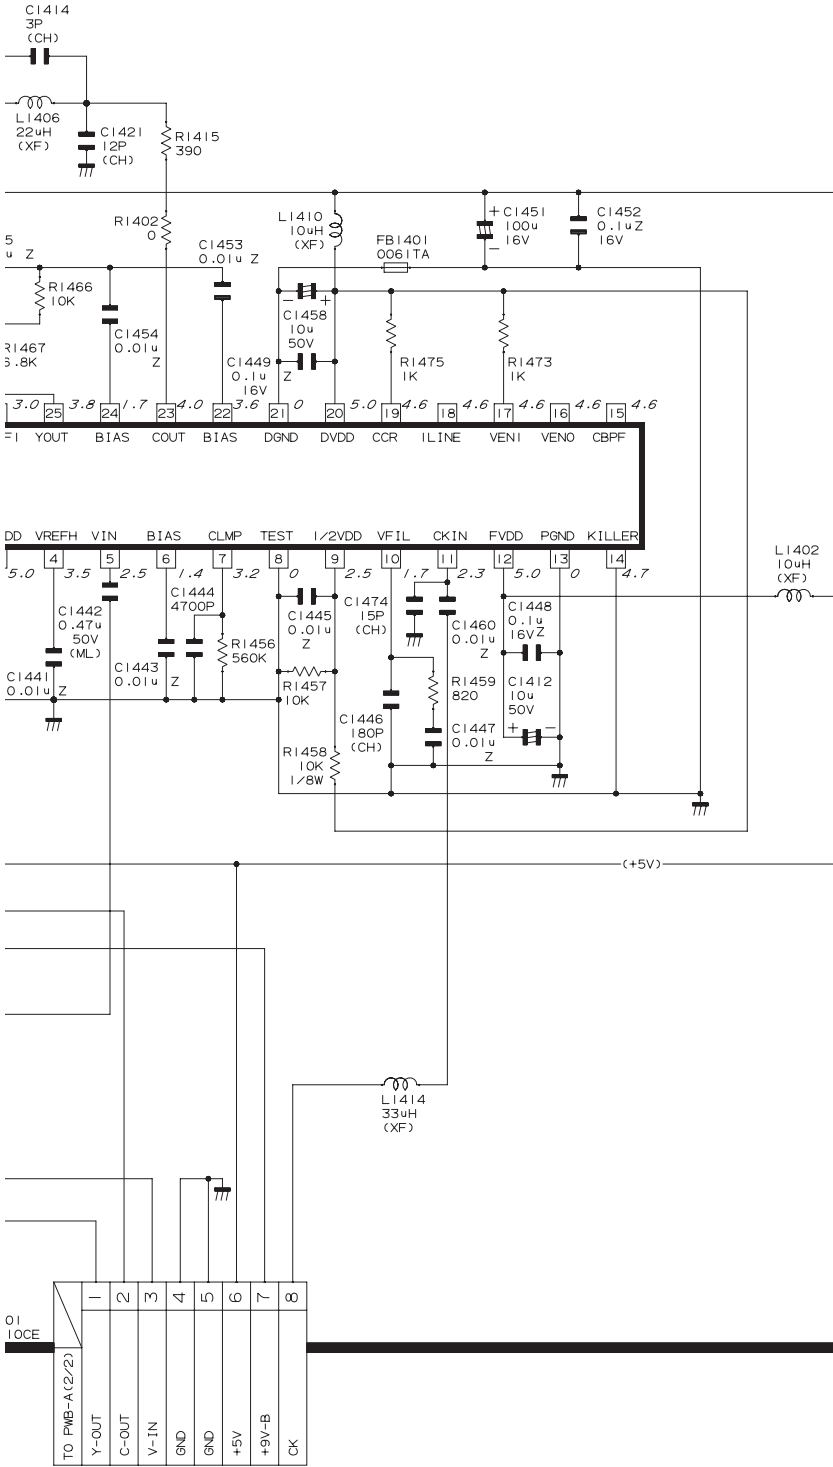 C1414
3P
(CH)
L1406
22uH
(XF)
C1421
12P
(CH)
R1415
390
R1402
0
L1410
10uH
(XF)
C1451
100u
16V
+
-
C1452
0.1uZ
16V
5
u Z
C1453
0.01u Z
FB1401
0061TA
R1466
10K
C1454
0.01u
Z
- +
C1458
10u
50V
R1467
6.8K
C1449
0.1u
16V
Z
R1475
1K
R1473
1K
3.0 25 3.8 24 1.7 23 4.0 22 3.6 21 0 20 5.0 19 4.6 18 4.6 17 4.6 16 4.6 15 4.6
FI YOUT BIAS COUT BIAS DGND DVDD CCR ILINE VENI VENO CBPF
DD VREFH VIN BIAS CLMP TEST 1/2VDD VFIL CKIN FVDD PGND KILLER
4 5 6 7 8 9 10 11 12 13 14
5.0 3.5 2.5 1.4 3.2 0 2.5 1.7 2.3 5.0 0 4.7
L1402
10uH
(XF)
C1442
0.47u
50V
(ML)
C1444
4700P
C1445
0.01u
Z
C1474
15P
(CH)
C1460
0.01u
Z
C1448
0.1u
16V
Z
C1441
0.01u Z
C1443
0.01u Z
R1456
560K
R1457
10K
R1459
820
C1412
10u
50V
+ -
C1446
180P
(CH)
C1447
0.01u
Z
R1458
10K
1/8W
(+5V)
L1414
33uH
(XF)
01
10CE
1 2 3 4 5 6 7 8
TO PWB-A(2/2)
Y-OUT
C-OUT
V-IN
GND
GND
+5V
+9V-B
CK